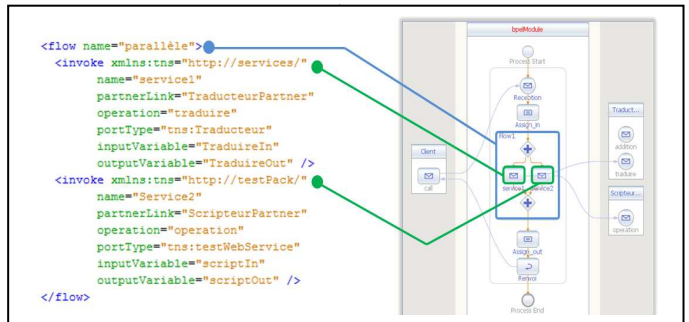 <flow name="parallèle">
<invoke xmlns:tns="http://services/"
name="service1"
partnerLink="TraducteurPartner"
operation="traduire"
portType="tns:Traducteur"
inputVariable="TraduireIn"
outputVariable="TraduireOut" />
<invoke xmlns:tns="http://testPack/"
name="Service2"
partnerLink="ScripteurPartner"
operation="operation"
portType="tns:testWebService"
inputVariable="scriptIn"
outputVariable="scriptOut" />
</flow>
bpelModule
Process Start
Reception
Assign_in
Flow1
service1
Service2
Assign_out
Renvoi
Process End
Client
call
Traduct...
addition
traduire
Scripteur...
operation